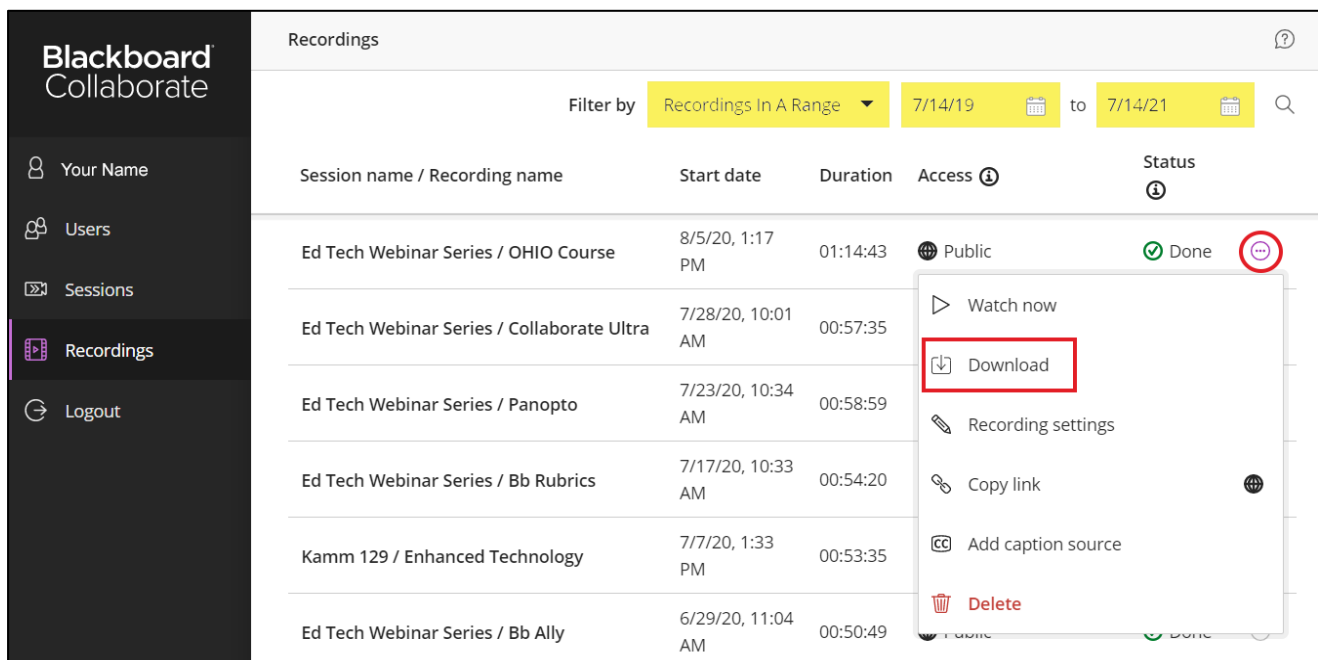 Blackboard
Collaborate
Your Name
Users
Sessions
Recordings
Logout
Recordings
Filter by Recordings In A Range 7/14/19 to 7/14/21
Session name / Recording name Start date Duration Access Status
Ed Tech Webinar Series / OHIO Course 8/5/20, 1:17 PM 01:14:43 Public Done
Ed Tech Webinar Series / Collaborate Ultra 7/28/20, 10:01 AM 00:57:35
Ed Tech Webinar Series / Panopto 7/23/20, 10:34 AM 00:58:59
Ed Tech Webinar Series / Bb Rubrics 7/17/20, 10:33 AM 00:54:20
Kamm 129 / Enhanced Technology 7/7/20, 1:33 PM 00:53:35
Ed Tech Webinar Series / Bb Ally 6/29/20, 11:04 AM 00:50:49 Public Done
Watch now
Download
Recording settings
Copy link
CC Add caption source
Delete